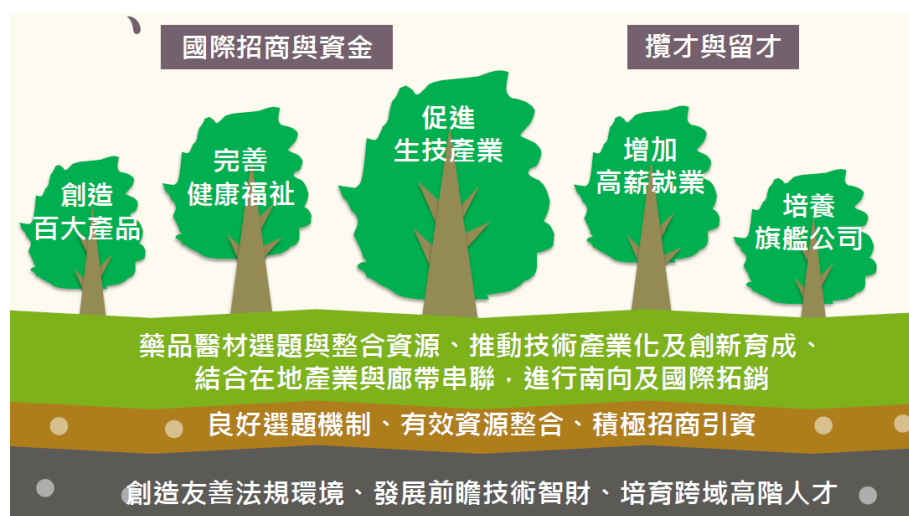 、
國際招商與資金
攬才與留才
創造
百大產品
完善
健康福祉
促進
生技產業
增加
高薪就業
培養
旗艦公司
藥品醫材選題與整合資源、推動技術產業化及創新育成、
結合在地產業與廊帶串聯，進行南向及國際拓銷
良好選題機制、有效資源整合、積極招商引資
創造友善法規環境、發展前瞻技術智財、培育跨域高階人才